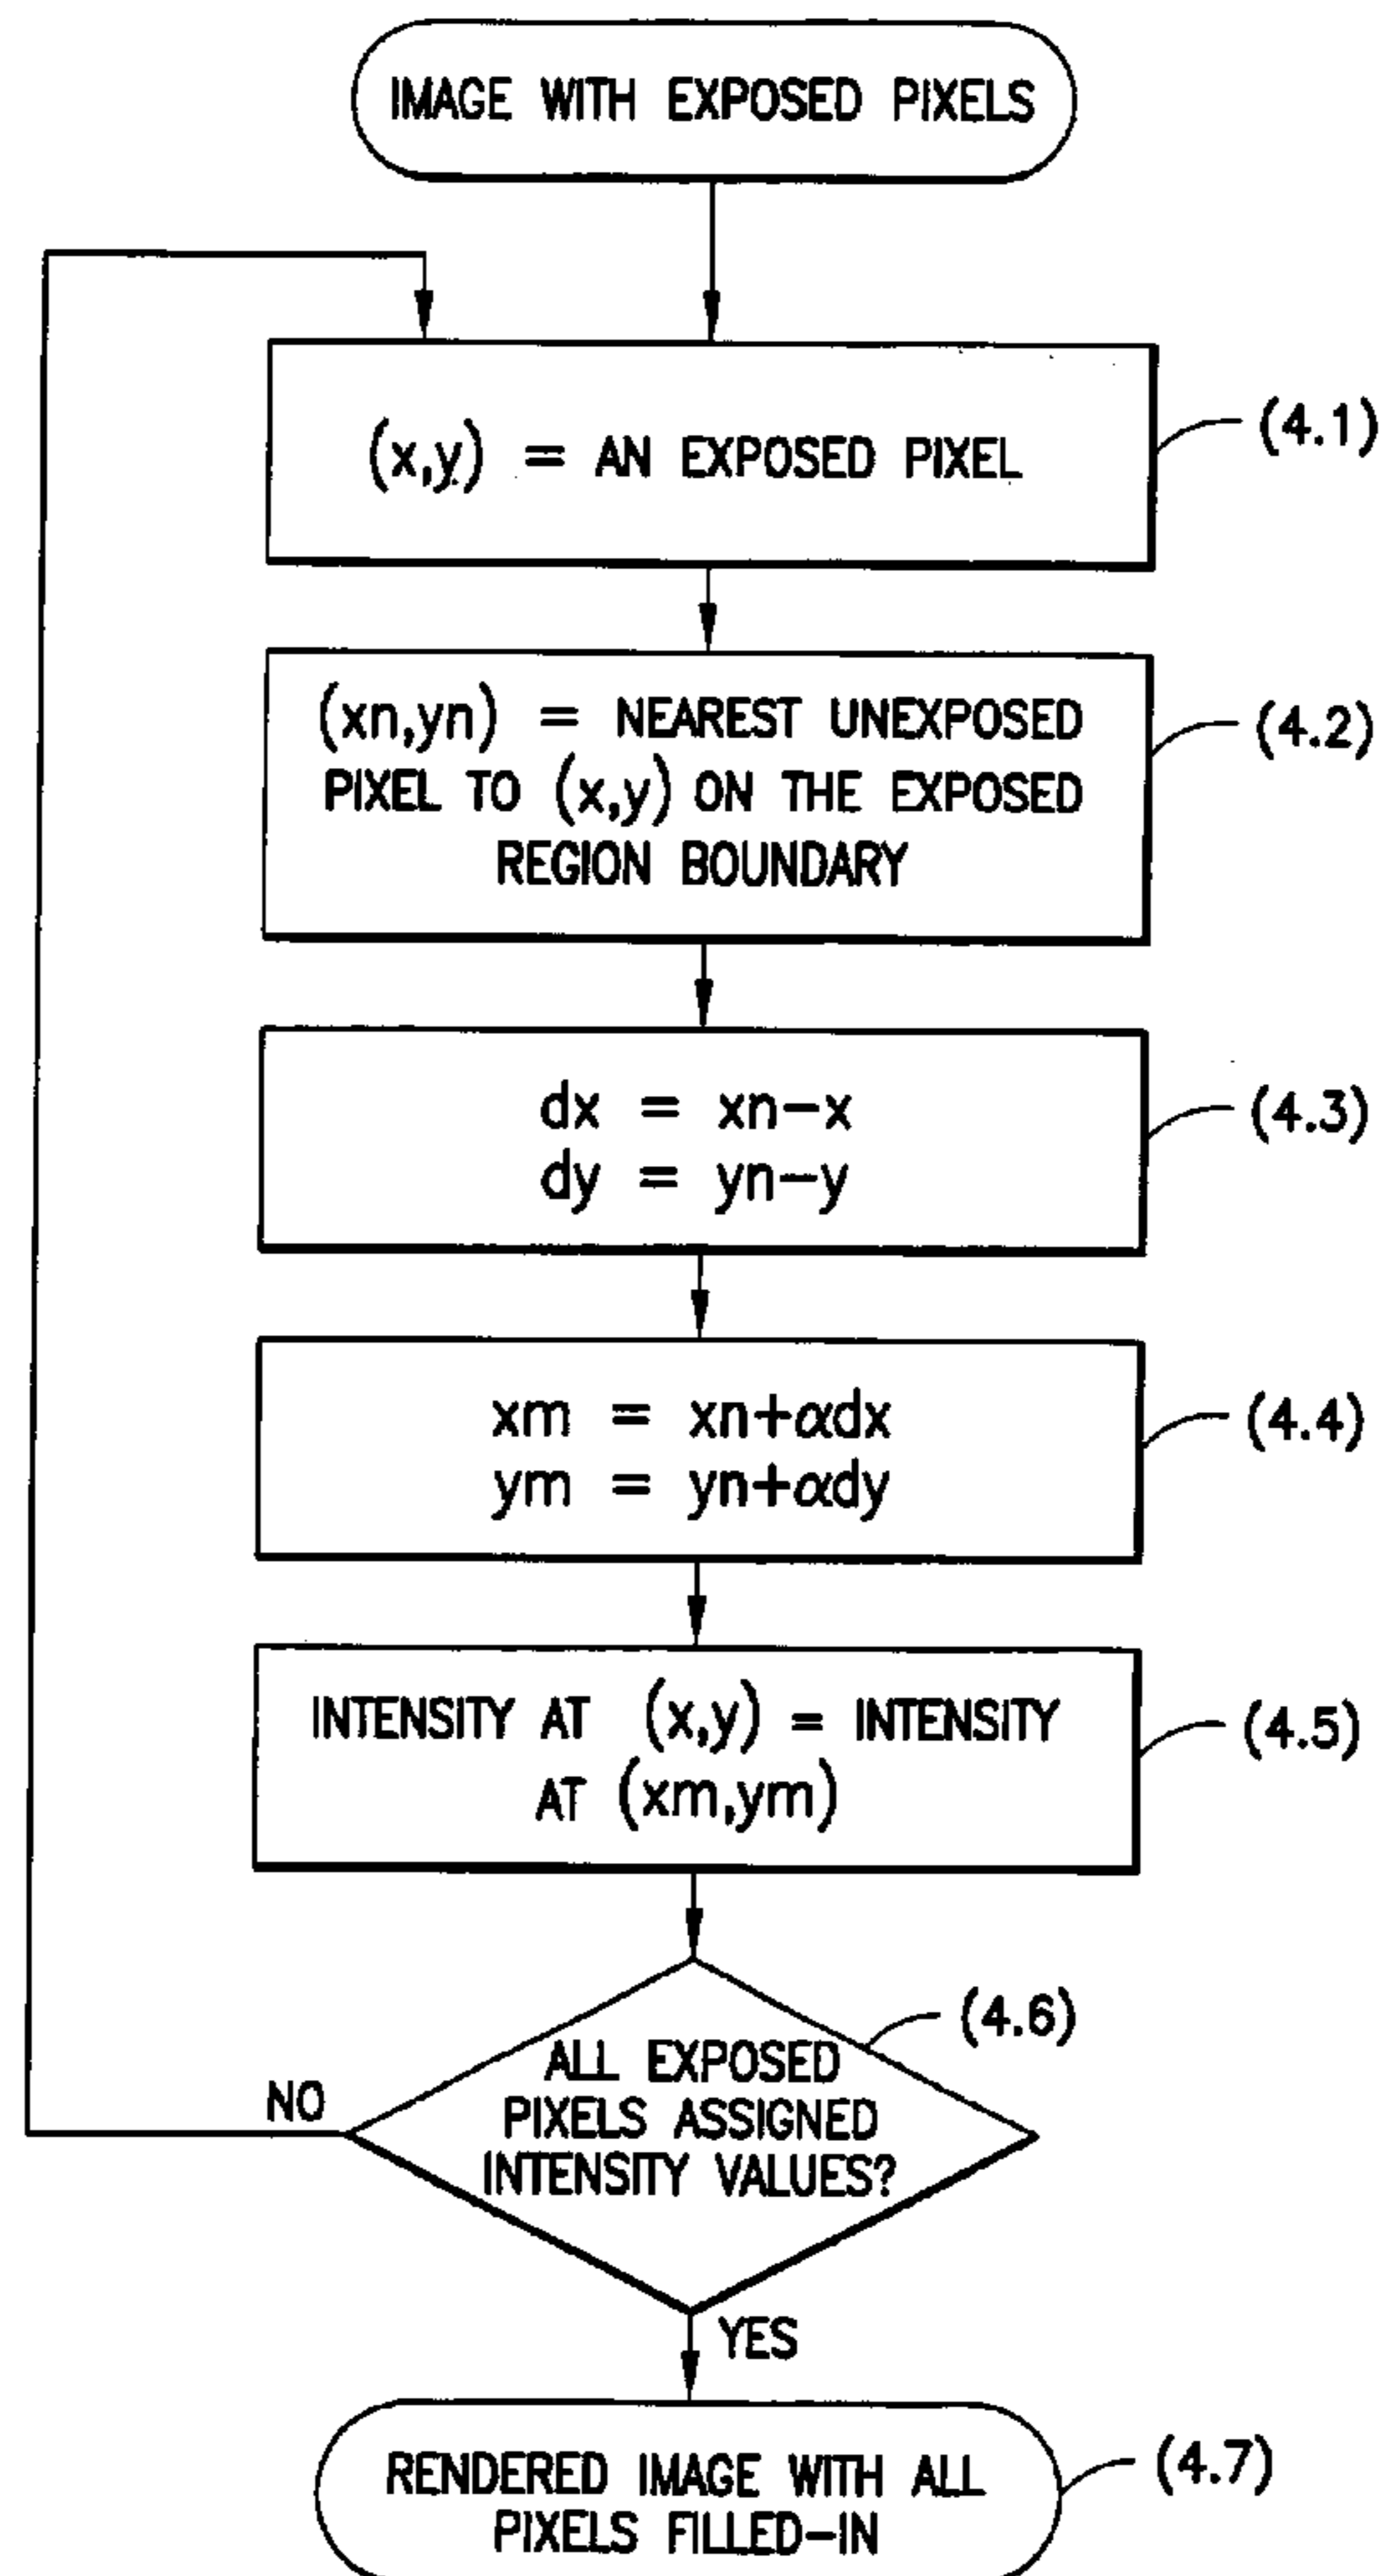 IMAGE WITH EXPOSED PIXELS
(x,y) = AN EXPOSED PIXEL
(4.1)
(xn,yn) = NEAREST UNEXPOSED
PIXEL TO (x,y) ON THE EXPOSED
REGION BOUNDARY
(4.2)
dx = xn-x
dy = yn-y
(4.3)
xm = xn+αdx
ym = yn+αdy
(4.4)
INTENSITY AT (x,y) = INTENSITY
AT (xm,ym)
(4.5)
ALL EXPOSED
PIXELS ASSIGNED
INTENSITY VALUES?
(4.6)
NO
YES
RENDERED IMAGE WITH ALL
PIXELS FILLED-IN
(4.7)